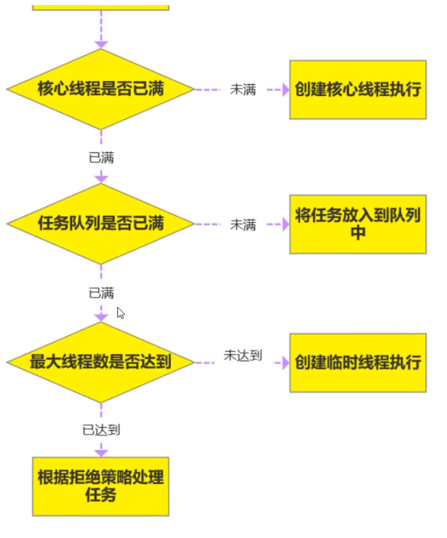 核心线程是否已满
未满
创建核心线程执行
已满
任务队列是否已满
未满
将任务放入到队列
中
已满
最大线程数是否达到
未达到
创建临时线程执行
已达到
根据拒绝策略处理
任务